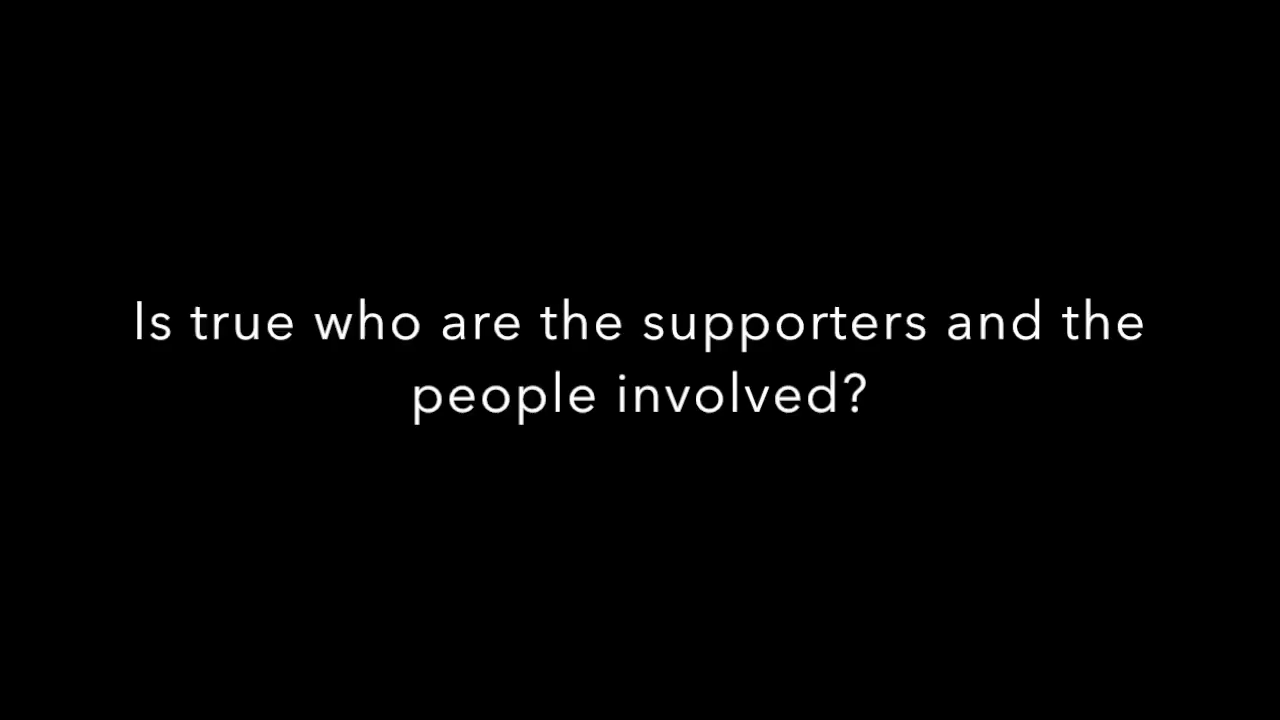 Is true who are the supporters and the
people involved?